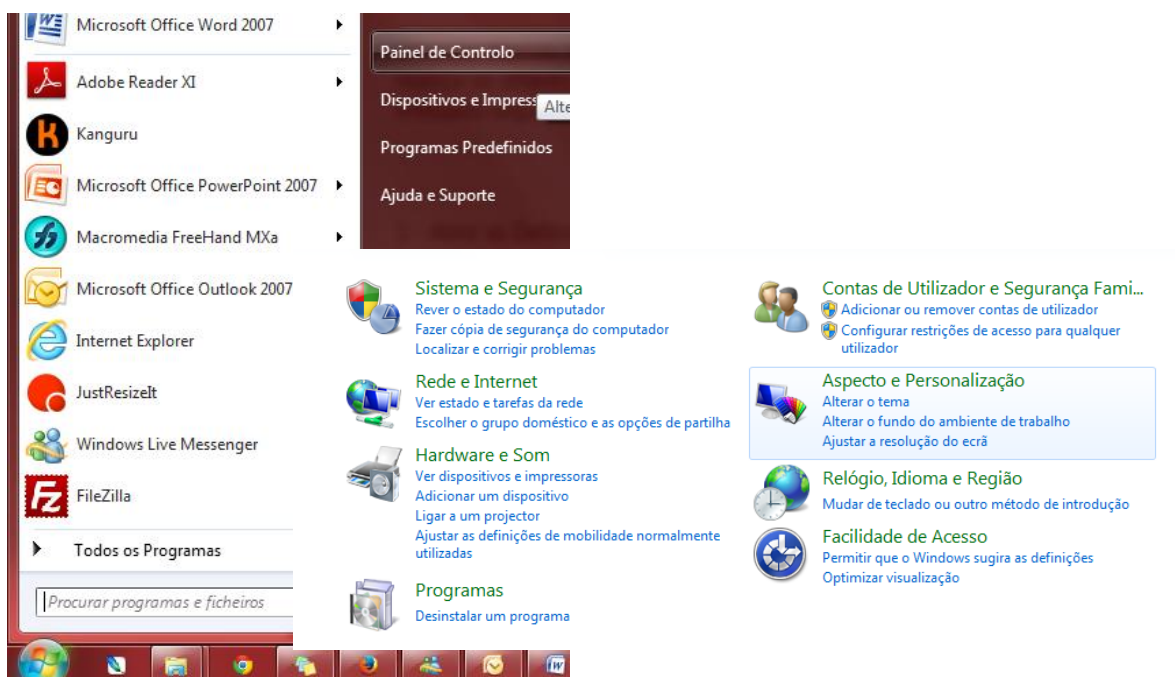 Microsoft Office Word 2007
Adobe Reader XI
Kanguru
Microsoft Office PowerPoint 2007
Macromedia FreeHand MXa
Microsoft Office Outlook 2007
Internet Explorer
JustResizeIt
Windows Live Messenger
FileZilla
Todos os Programas
Procurar programas e ficheiros
Painel de Controlo
Dispositivos e Impress
Alte
Programas Predefinidos
Ajuda e Suporte
Sistema e Segurança
Rever o estado do computador
Fazer cópia de segurança do computador
Localizar e corrigir problemas
Rede e Internet
Ver estado e tarefas da rede
Escolher o grupo doméstico e as opções de partilha
Hardware e Som
Ver dispositivos e impressoras
Adicionar um dispositivo
Ligar a um projector
Ajustar as definições de mobilidade normalmente
utilizadas
Programas
Desinstalar um programa
Contas de Utilizador e Segurança Fami...
Adicionar ou remover contas de utilizador
Configurar restrições de acesso para qualquer
utilizador
Aspecto e Personalização
Alterar o tema
Alterar o fundo do ambiente de trabalho
Ajustar a resolução do ecrã
Relógio, Idioma e Região
Mudar de teclado ou outro método de introdução
Facilidade de Acesso
Permitir que o Windows sugira as definições
Optimizar visualização